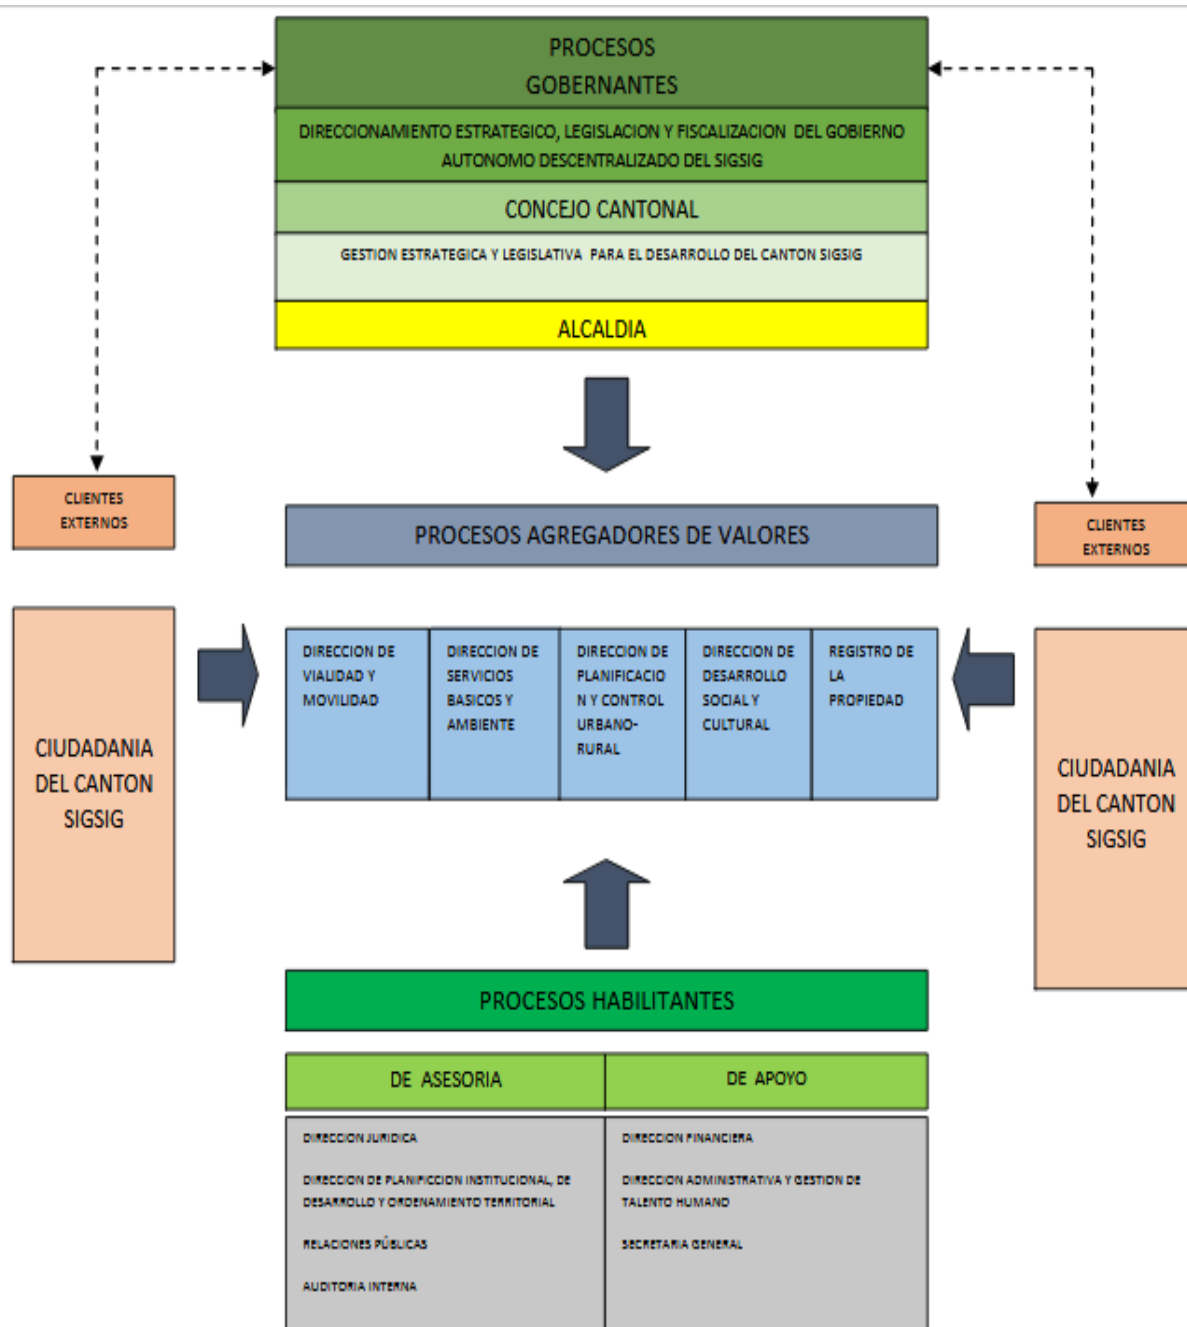 PROCESOS
GOBERNANTES
DIRECCIONAMIENTO ESTRATEGICO, LEGISLACION Y FISCALIZACION DEL GOBIERNO
AUTONOMO DESCENTRALIZADO DEL SIGSIG
CONCEJO CANTONAL
GESTION ESTRATEGICA Y LEGISLATIVA PARA EL DESARROLLO DEL CANTON SIGSIG
ALCALDIA
CLIENTES
EXTERNOS
PROCESOS AGREGADORES DE VALORES
CLIENTES
EXTERNOS
CIUDADANIA
DEL CANTON
SIGSIG
DIRECCION DE
VIALIDAD Y
MOVILIDAD
DIRECCION DE
SERVICIOS
BASICOS Y
AMBIENTE
DIRECCION DE
PLANIFICACIO
N Y CONTROL
URBANO-
RURAL
DIRECCION DE
DESARROLLO
SOCIAL Y
CULTURAL
REGISTRO DE
LA
PROPIEDAD
CIUDADANIA
DEL CANTON
SIGSIG
PROCESOS HABILITANTES
DE ASESORIA
DE APOYO
DIRECCION JURIDICA
DIRECCION DE PLANIFICCION INSTITUCIONAL, DE
DESARROLLO Y ORDENAMIENTO TERRITORIAL
RELACIONES PÚBLICAS
AUDITORIA INTERNA
DIRECCION FINANCIERA
DIRECCION ADMINISTRATIVA Y GESTION DE
TALENTO HUMANO
SECRETARIA GENERAL